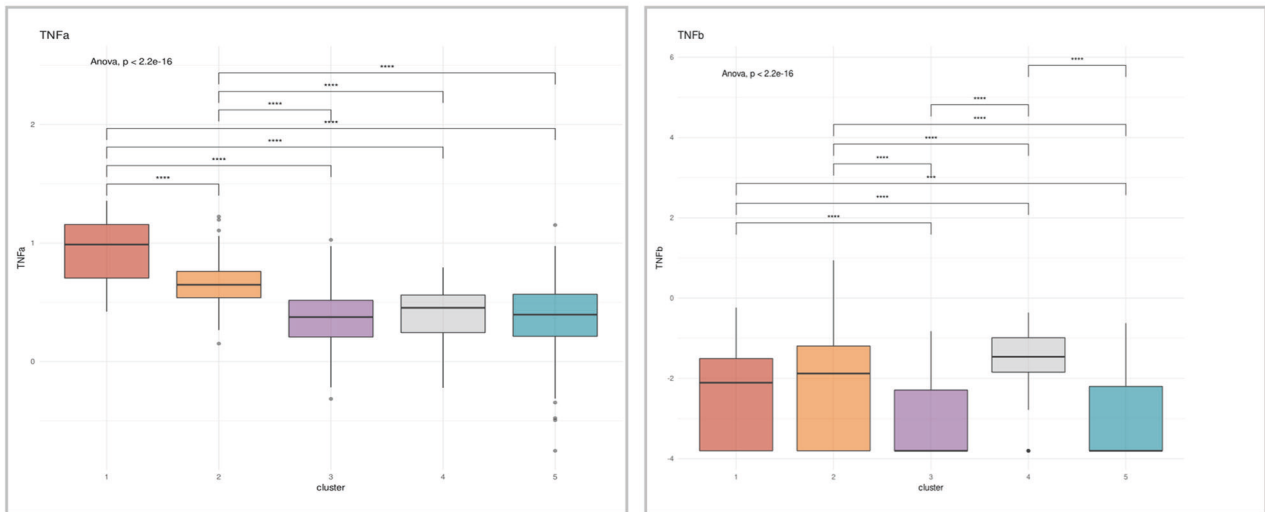 TNFa
Anova, p < 2.2e-16
****
****
****
****
****
****
****
2
1
0
TNFa
1 2 3 4 5
cluster
TNFb
6
Anova, p < 2.2e-16
****
****
****
4
****
****
***
****
2
****
0
TNFb
-2
-4
1 2 3 4 5
cluster